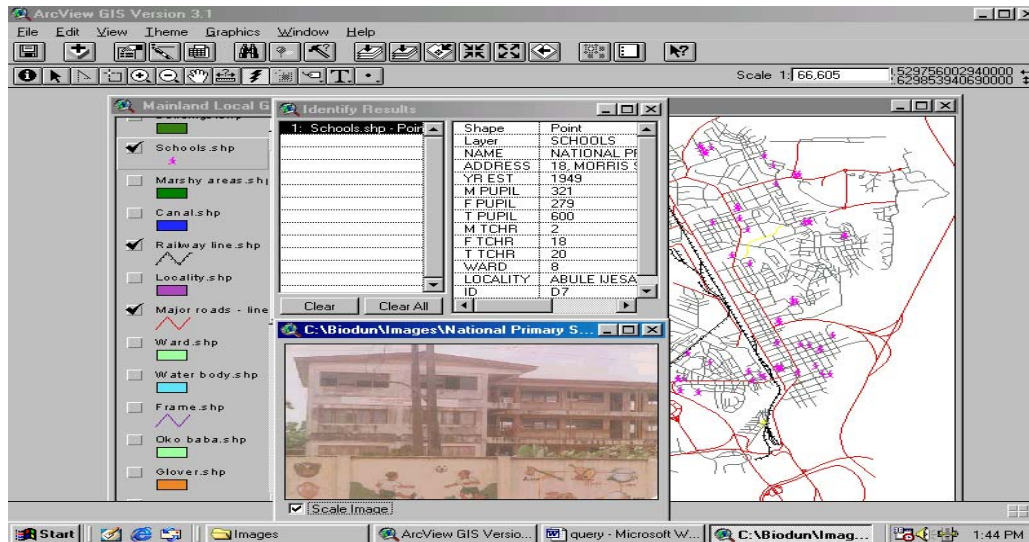 ArcView GIS Version 3.1
File Edit View Theme Graphics Window Help
Scale 1: 66,605
529756002940000
629853940690000
Mainland Local G
Schools.shp
Marshy areas.shp
Canal.shp
Railway line.shp
Locality.shp
Major roads - line
Ward.shp
Water body.shp
Frame.shp
Oko baba.shp
Glover.shp
Identify Results
1: Schools.shp - Poin
Clear Clear All
Shape Point
Layer SCHOOLS
NAME NATIONAL PR
ADDRESS 18, MORRIS S
YR EST 1949
M PUPIL 321
F PUPIL 279
T PUPIL 600
M TCHR 2
F TCHR 18
T TCHR 20
WARD 8
LOCALITY ABULE IJESA
ID D7
C:\Biodun\Images\National Primary S...
Scale Image
Start Images ArcView GIS Versio... query - Microsoft W... C:\Biodun\Imag... 1:44 PM